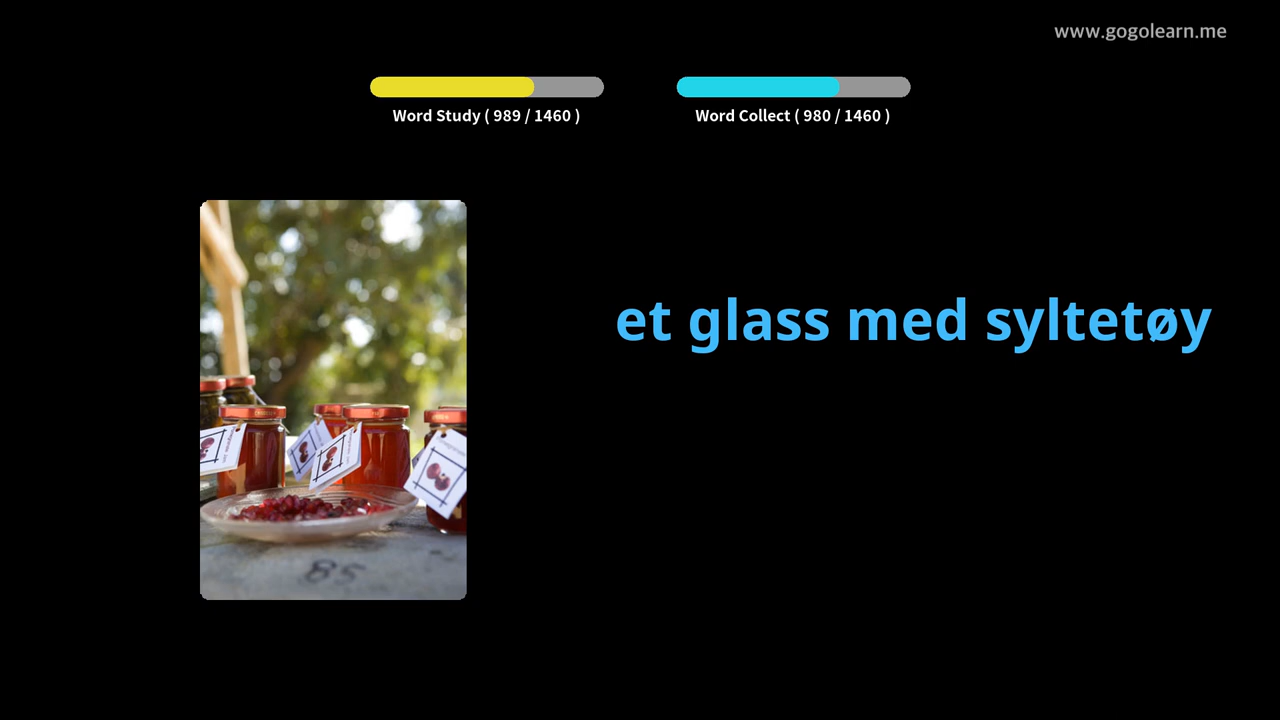 www.gogolearn.me
Word Study ( 989 / 1460 )
Word Collect ( 980 / 1460 )
et glass med syltetøy
85